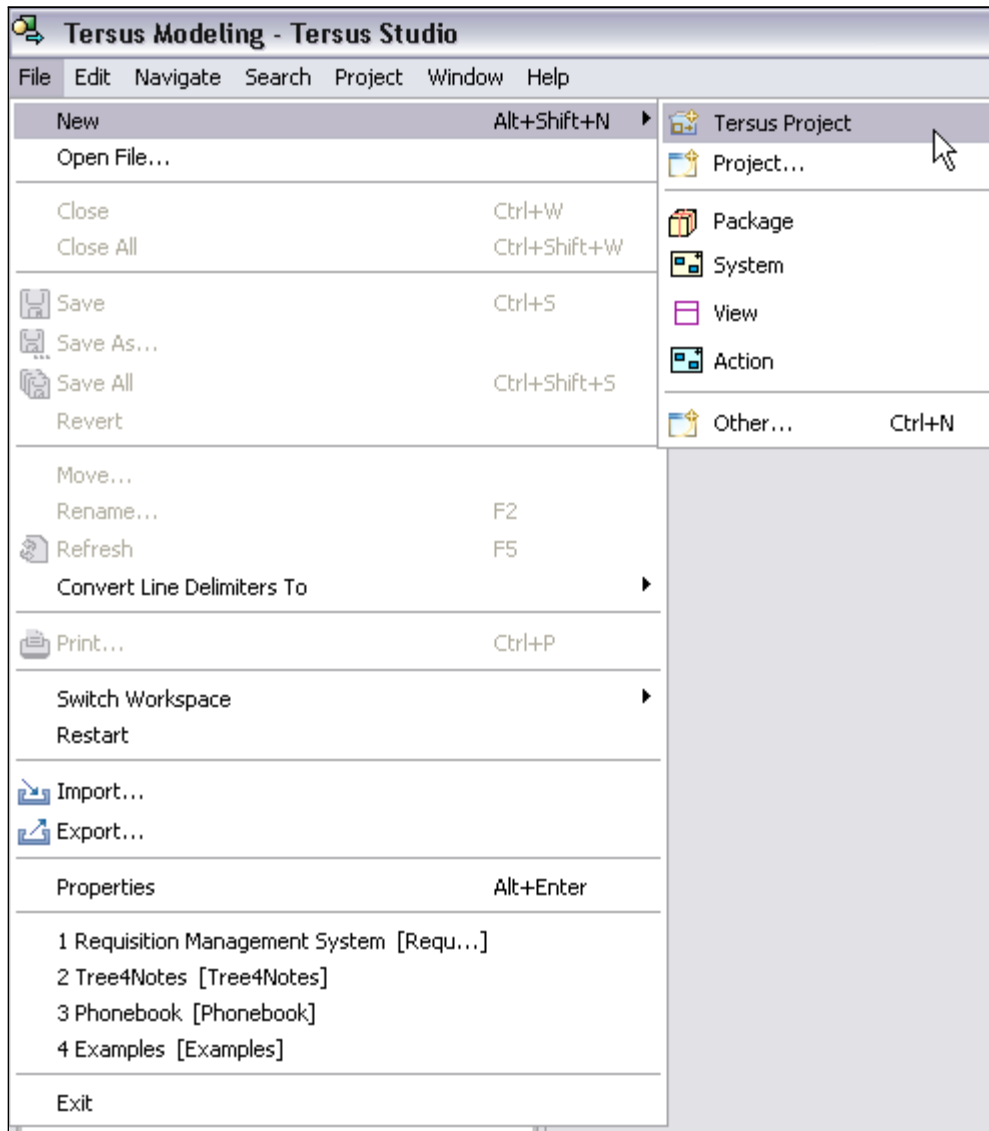 Tersus Modeling - Tersus Studio
File Edit Navigate Search Project Window Help
New Alt+Shift+N
Open File...
Close Ctrl+W
Close All Ctrl+Shift+W
Save Ctrl+S
Save As...
Save All Ctrl+Shift+S
Revert
Move...
Rename... F2
Refresh F5
Convert Line Delimiters To
Print... Ctrl+P
Switch Workspace
Restart
Import...
Export...
Properties Alt+Enter
1 Requisition Management System [Requ...]
2 Tree4Notes [Tree4Notes]
3 Phonebook [Phonebook]
4 Examples [Examples]
Exit
Tersus Project
Project...
Package
System
View
Action
Other... Ctrl+N